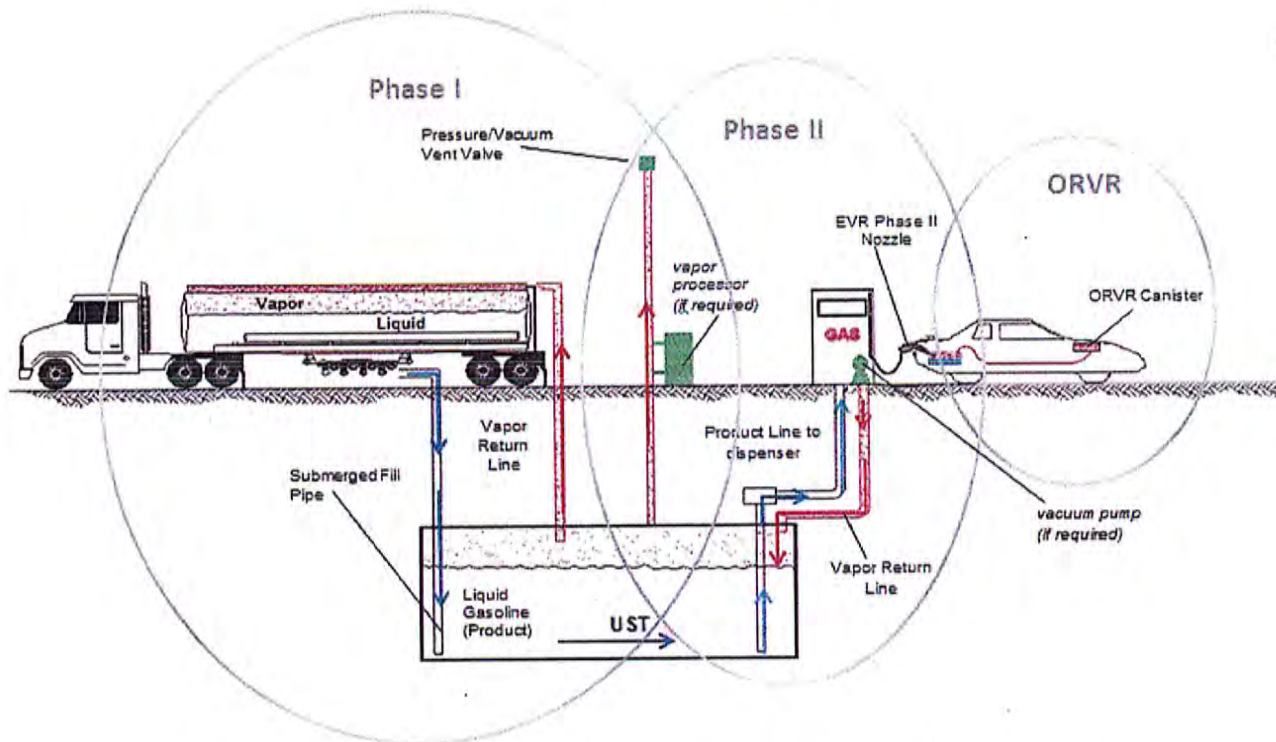 Phase I
Phase II
ORVR
Pressure/Vacuum
Vent Valve
EVR Phase II
Nozzle
vapor
processor
(if required)
ORVR Canister
Vapor
Liquid
GAS
Vapor
Return
Line
Product Line to
dispenser
Submerged Fill
Pipe
vacuum pump
(if required)
Vapor Return
Line
Liquid
Gasoline
(Product)
UST